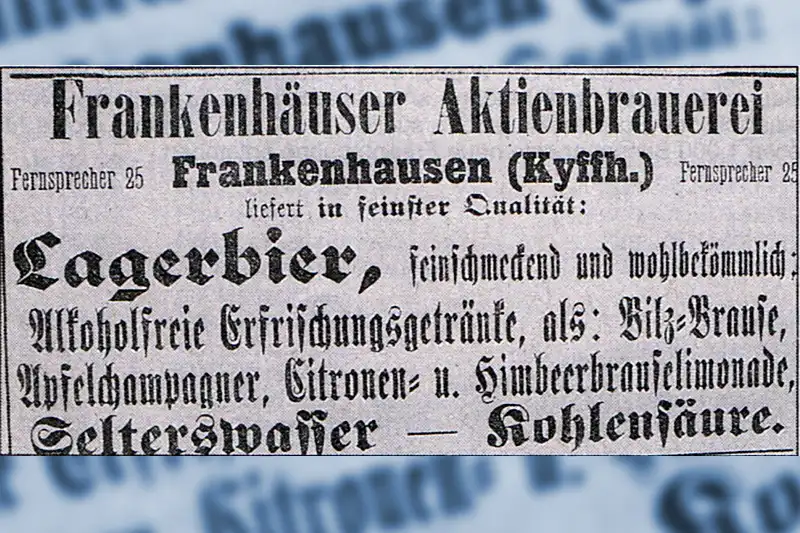 Frankenhäuser Aktienbrauerei
Fernsprecher 25 Frankenhausen (Kyffh.) Fernsprecher 25
liefert in feinster Qualität:
Lagerbier, feinschmeckend und wohlbekömmlich;
Alkoholfreie Erfrischungsgetränke, als: Bilz-Brause,
Apfelchampagner, Citronen- u. Himbeerbrauselimonade,
Selterswasser — Kohlensäure.